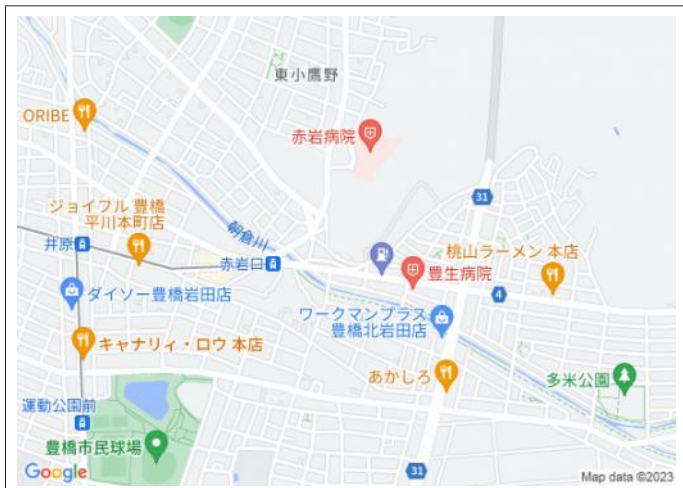 東小鷹野
ORIBE
赤岩病院
31
ジョイフル 豊橋
平川本町店
朝倉川
井原
赤岩口
桃山ラーメン 本店
豊生病院
ダイソー豊橋岩田店
4
ワークマンプラス
豊橋北岩田店
キャナリィ・ロウ 本店
あかしろ
多米公園
運動公園前
豊橋市民球場
31
Google
Map data ©2023